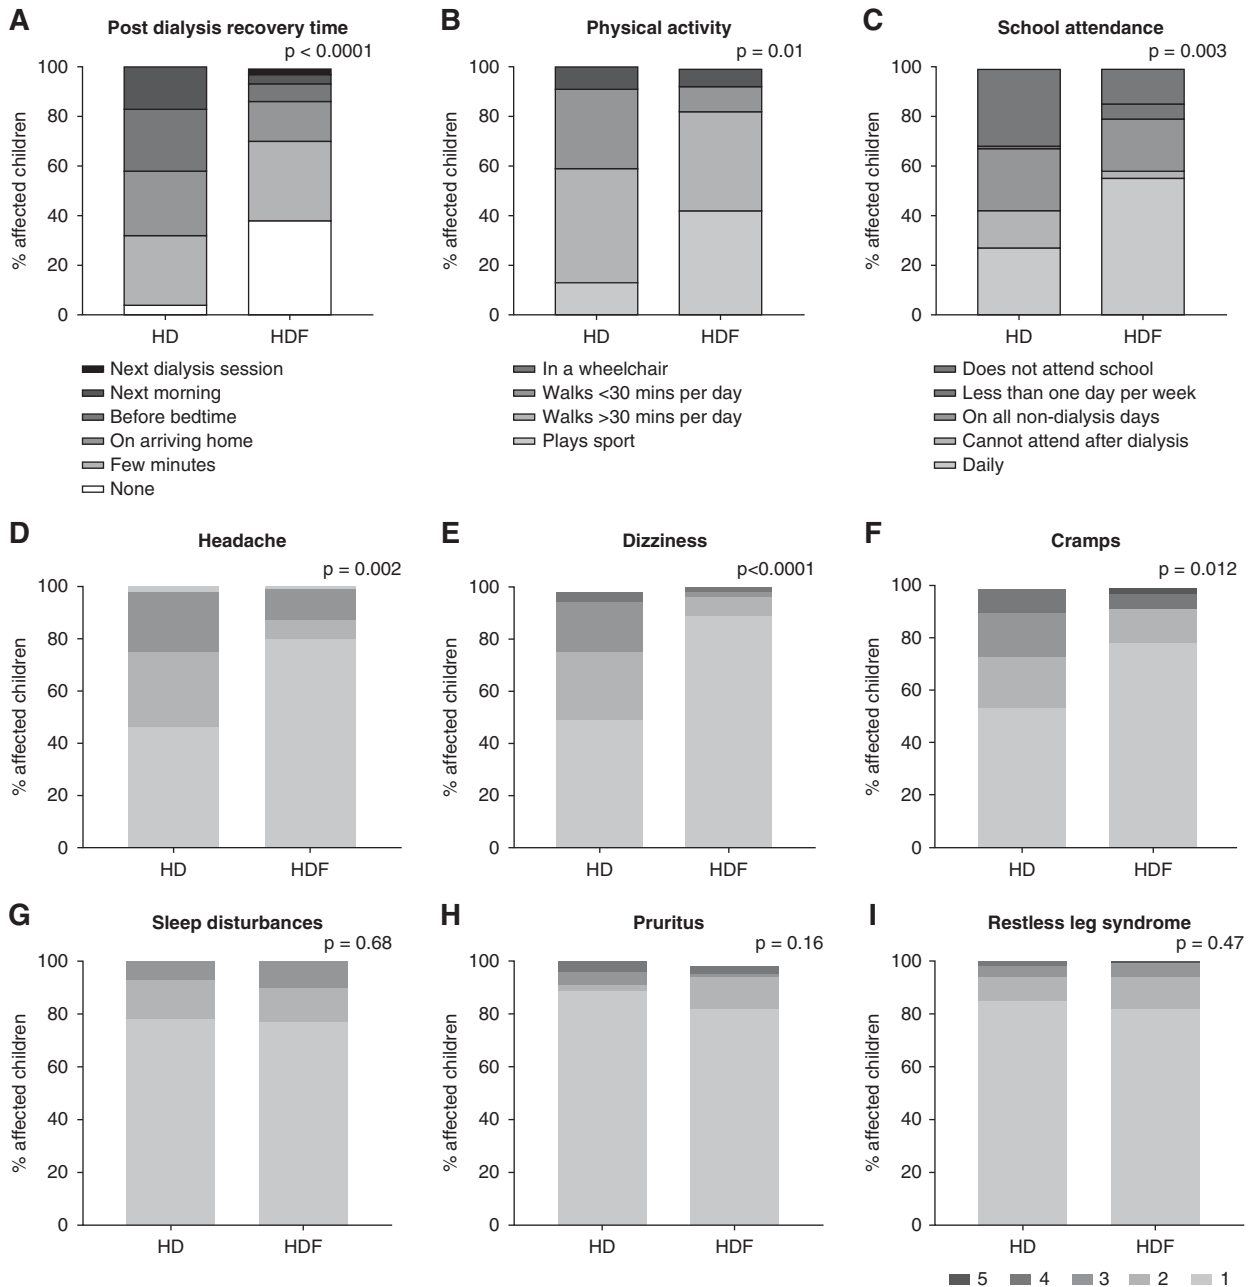 A
Post dialysis recovery time
p < 0.0001
% affected children
100
80
60
40
20
0
HD
HDF
Next dialysis session
Next morning
Before bedtime
On arriving home
Few minutes
None
B
Physical activity
p = 0.01
% affected children
100
80
60
40
20
0
HD
HDF
In a wheelchair
Walks <30 mins per day
Walks >30 mins per day
Plays sport
C
School attendance
p = 0.003
% affected children
100
80
60
40
20
0
HD
HDF
Does not attend school
Less than one day per week
On all non-dialysis days
Cannot attend after dialysis
Daily
D
Headache
p = 0.002
% affected children
100
80
60
40
20
0
HD
HDF
E
Dizziness
p<0.0001
% affected children
100
80
60
40
20
0
HD
HDF
F
Cramps
p = 0.012
% affected children
100
80
60
40
20
0
HD
HDF
G
Sleep disturbances
p = 0.68
% affected children
100
80
60
40
20
0
HD
HDF
H
Pruritus
p = 0.16
% affected children
100
80
60
40
20
0
HD
HDF
I
Restless leg syndrome
p = 0.47
% affected children
100
80
60
40
20
0
HD
HDF
5 4 3 2 1